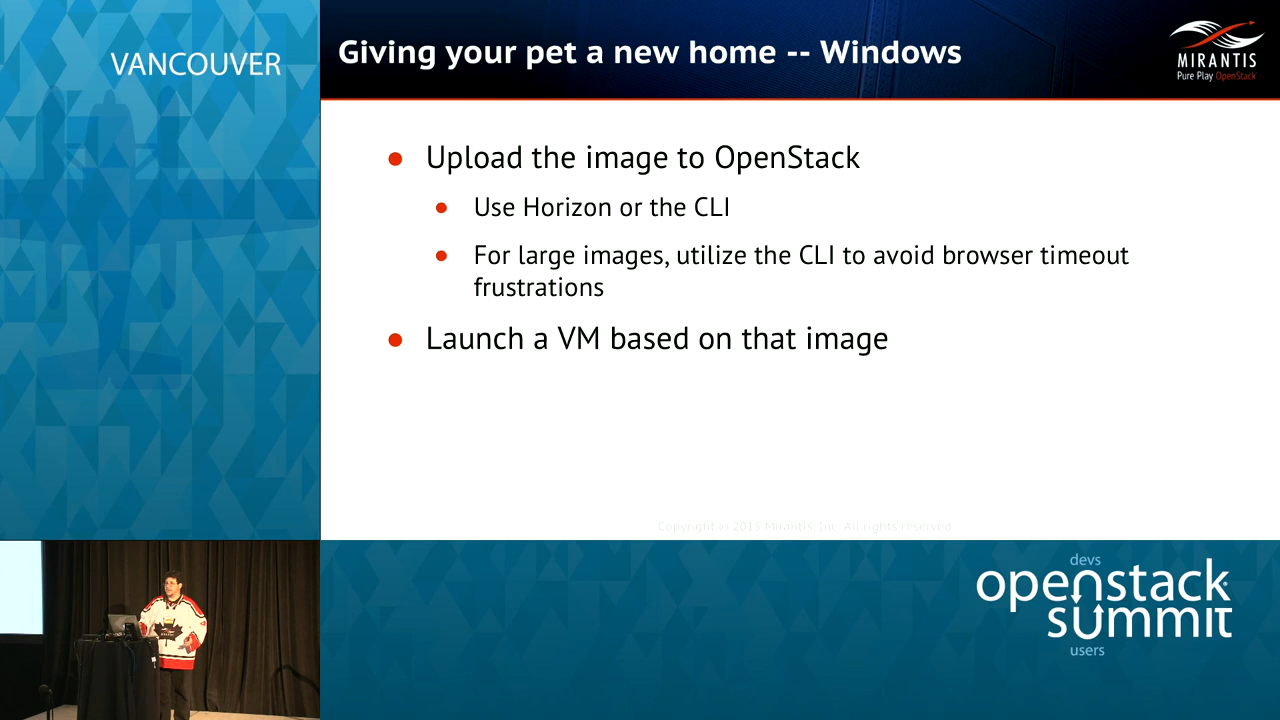 VANCOUVER
Giving your pet a new home -- Windows
MIRANTIS
Pure Play OpenStack
● Upload the image to OpenStack
● Use Horizon or the CLI
● For large images, utilize the CLI to avoid browser timeout
frustrations
● Launch a VM based on that image
Copyright © 2015 Mirantis, Inc. All rights reserved
devs
openstack
summit
users